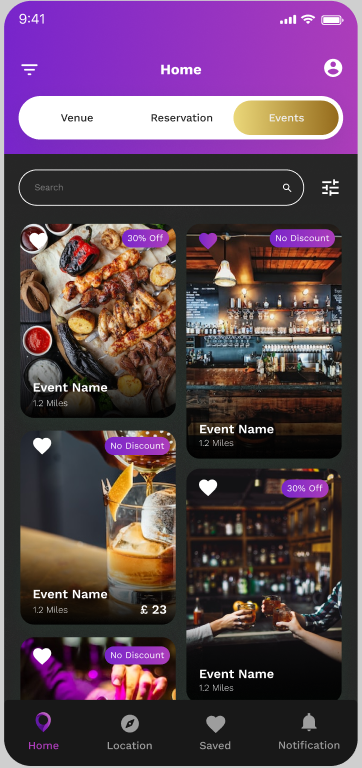 9:41
Home
Venue
Reservation
Events
Search
30% Off
Event Name
1.2 Miles
No Discount
Event Name
1.2 Miles
No Discount
Event Name
1.2 Miles
£ 23
30% Off
Event Name
1.2 Miles
No Discount
Home
Location
Saved
Notification